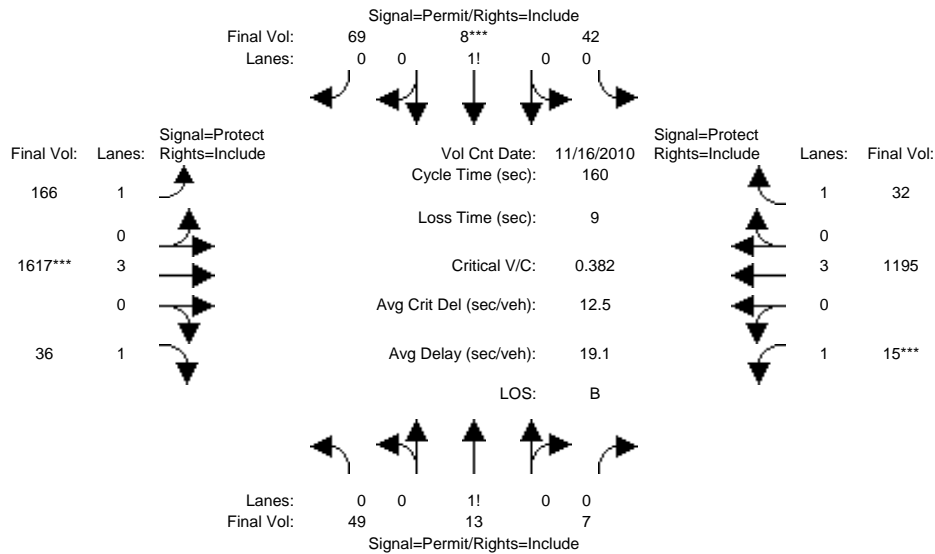 Signal=Permit/Rights=Include
Final Vol: 69 8*** 42
Lanes: 0 0 1! 0 0
Signal=Protect Signal=Protect
Final Vol: Lanes: Rights=Include Vol Cnt Date: 11/16/2010 Rights=Include Lanes: Final Vol:
Cycle Time (sec): 160
166 1 1 32
Loss Time (sec): 9
0 0
1617*** 3 Critical V/C: 0.382 3 1195
0 Avg Crit Del (sec/veh): 12.5 0
36 1 Avg Delay (sec/veh): 19.1 1 15***
LOS: B
Lanes: 0 0 1! 0 0
Final Vol: 49 13 7
Signal=Permit/Rights=Include